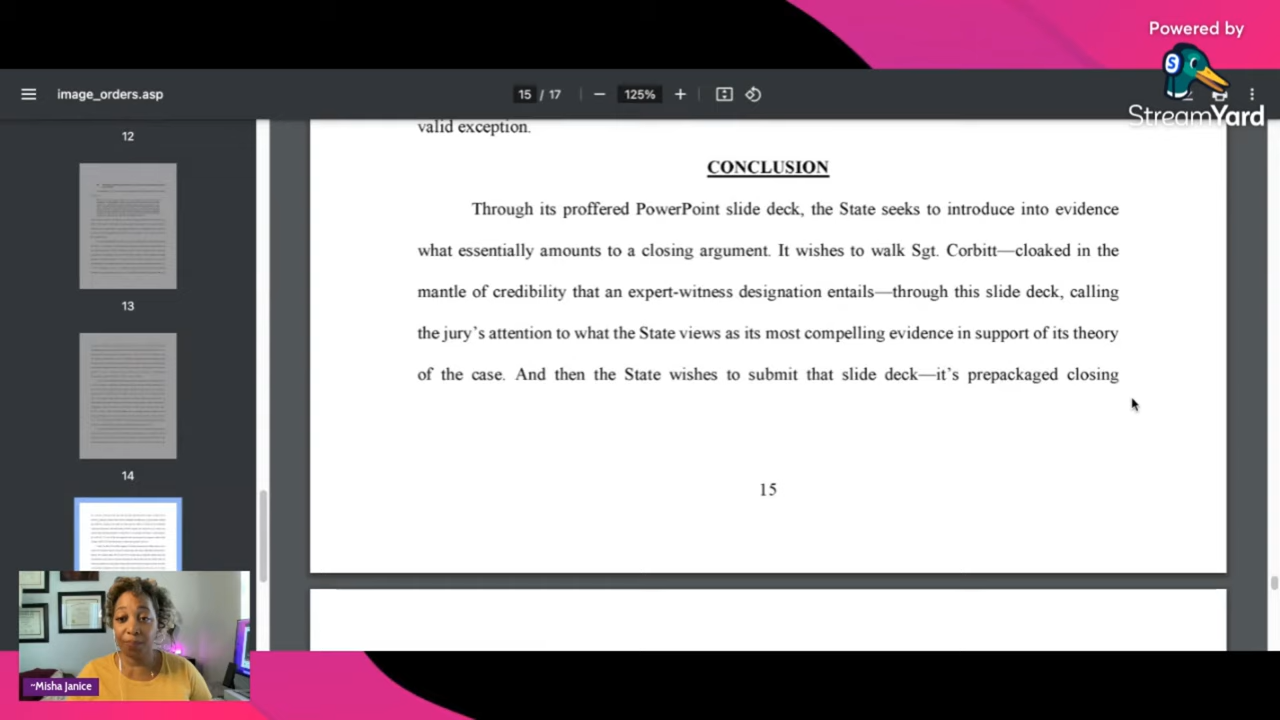 Powered by
S
StreamYard
image_orders.asp
15 / 17
125%
12
13
14
valid exception.
CONCLUSION
Through its proffered PowerPoint slide deck, the State seeks to introduce into evidence
what essentially amounts to a closing argument. It wishes to walk Sgt. Corbitt—cloaked in the
mantle of credibility that an expert-witness designation entails—through this slide deck, calling
the jury's attention to what the State views as its most compelling evidence in support of its theory
of the case. And then the State wishes to submit that slide deck—it's prepackaged closing
15
~Misha Janice